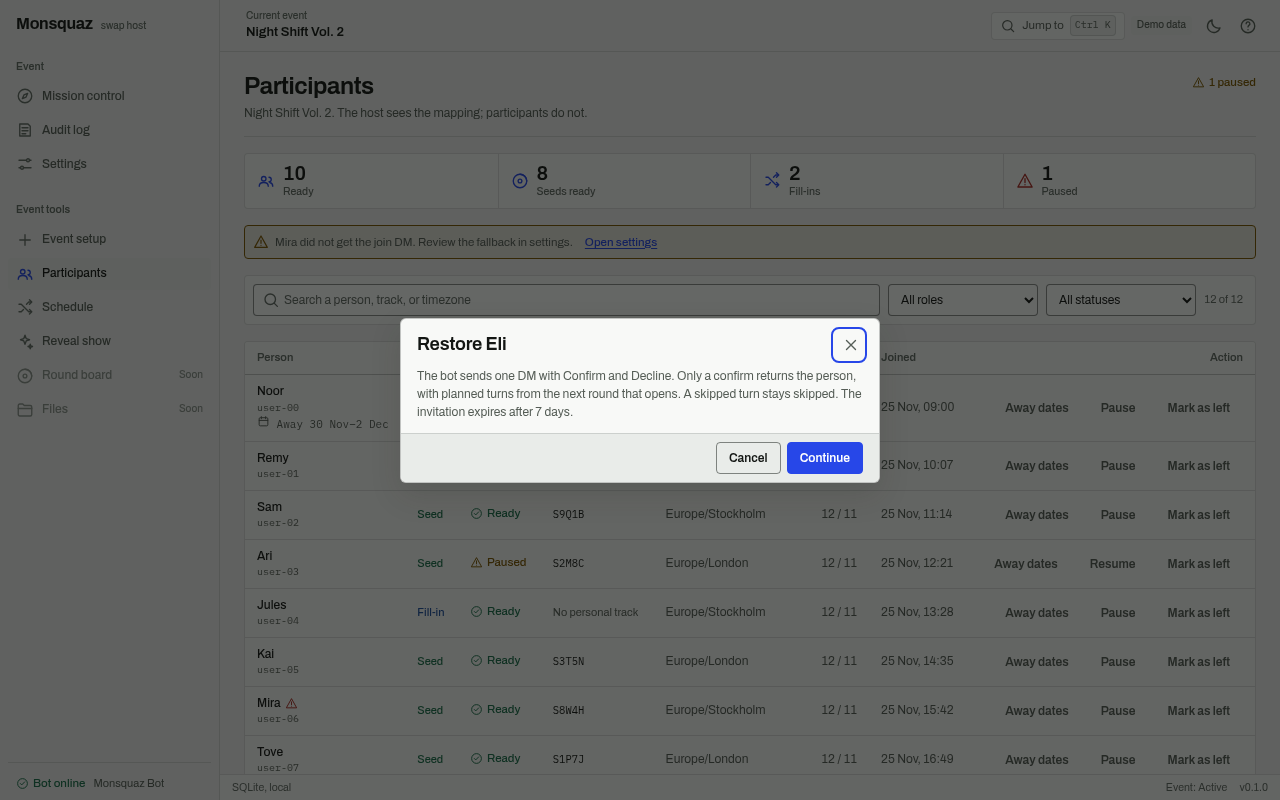 Monsquaz swap host
Event
Mission control
Audit log
Settings
Event tools
Event setup
Participants
Schedule
Reveal show
Round board Soon
Files Soon
Bot online Monsquaz Bot
Current event
Night Shift Vol. 2
Jump to Ctrl K
Demo data
Participants
1 paused
Night Shift Vol. 2. The host sees the mapping; participants do not.
10
Ready
8
Seeds ready
2
Fill-ins
1
Paused
Mira did not get the join DM. Review the fallback in settings. Open settings
Search a person, track, or timezone
All roles
All statuses
12 of 12
Person Joined Action
Noor
user-00
Away 30 Nov–2 Dec
25 Nov, 09:00 Away dates Pause Mark as left
Remy
user-01
25 Nov, 10:07 Away dates Pause Mark as left
Sam
user-02
Seed Ready S9Q1B Europe/Stockholm 12 / 11 25 Nov, 11:14 Away dates Pause Mark as left
Ari
user-03
Seed Paused S2M8C Europe/London 12 / 11 25 Nov, 12:21 Away dates Resume Mark as left
Jules
user-04
Fill-in Ready No personal track Europe/Stockholm 12 / 11 25 Nov, 13:28 Away dates Pause Mark as left
Kai
user-05
Seed Ready S3T5N Europe/London 12 / 11 25 Nov, 14:35 Away dates Pause Mark as left
Mira
user-06
Seed Ready S8W4H Europe/Stockholm 12 / 11 25 Nov, 15:42 Away dates Pause Mark as left
Tove
user-07
Seed Ready S1P7J Europe/London 12 / 11 25 Nov, 16:49 Away dates Pause Mark as left
Restore Eli
The bot sends one DM with Confirm and Decline. Only a confirm returns the person,
with planned turns from the next round that opens. A skipped turn stays skipped. The
invitation expires after 7 days.
Cancel Continue
SQLite, local
Event: Active v0.1.0